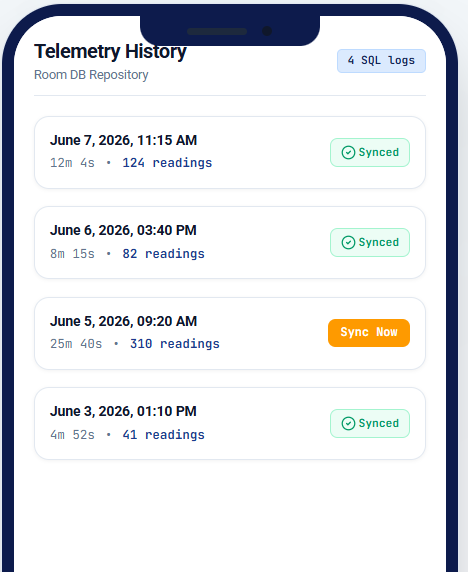 Telemetry History
Room DB Repository
4 SQL logs
June 7, 2026, 11:15 AM
12m 4s • 124 readings
Synced
June 6, 2026, 03:40 PM
8m 15s • 82 readings
Synced
June 5, 2026, 09:20 AM
25m 40s • 310 readings
Sync Now
June 3, 2026, 01:10 PM
4m 52s • 41 readings
Synced